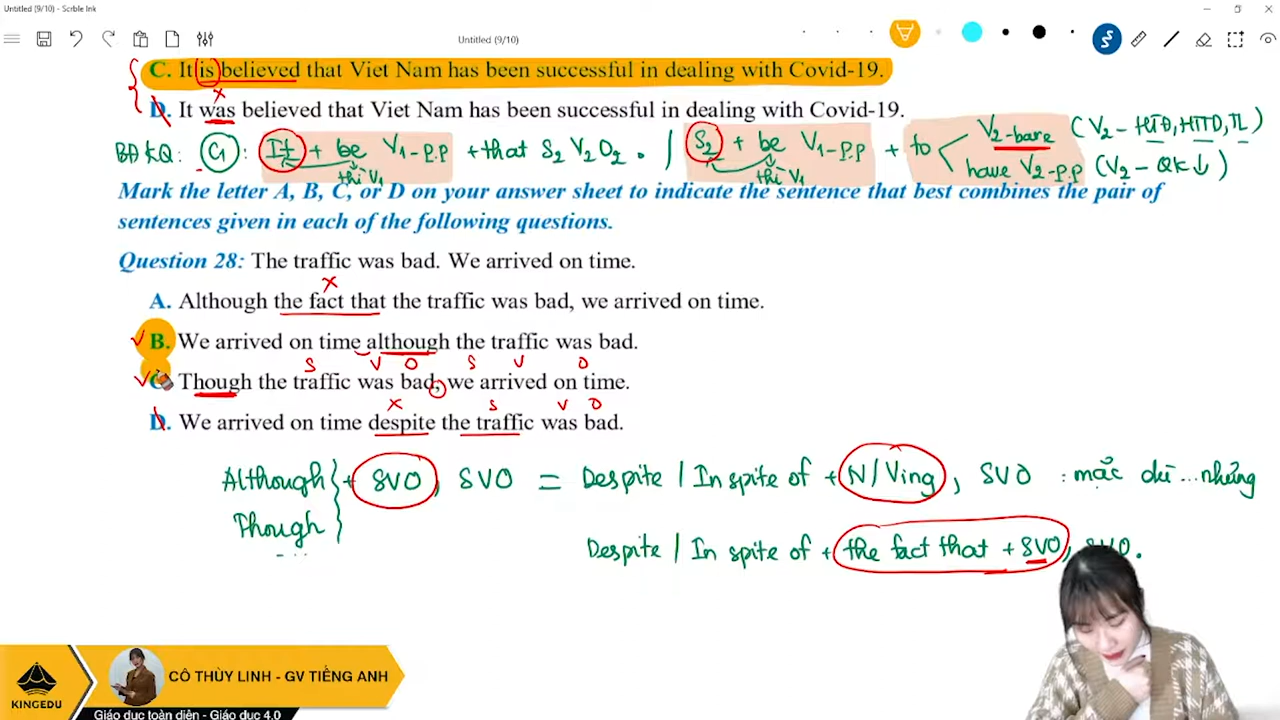 Untitled (9/10) - Scrble Ink
Untitled (9/10)
C. It is believed that Viet Nam has been successful in dealing with Covid-19.
D. It was believed that Viet Nam has been successful in dealing with Covid-19.
BĐ KQ: C1: It + be V1-P.P + that S2 V2 O2. / S2 + be V1-P.P + to V2-bare (V2 - HTĐ, HTTD, TL)
thì V1 thì V1 have V2-P.P (V2 - QK↓)
Mark the letter A, B, C, or D on your answer sheet to indicate the sentence that best combines the pair of
sentences given in each of the following questions.
Question 28: The traffic was bad. We arrived on time.
x
A. Although the fact that the traffic was bad, we arrived on time.
B. We arrived on time although the traffic was bad.
S V O S V O
C. Though the traffic was bad, we arrived on time.
x S V O
D. We arrived on time despite the traffic was bad.
Although + SVO, SVO = Despite / In spite of + N/Ving, SVO : mặc dù ... nhưng
Though
Despite / In spite of + the fact that + SVO, SVO.
CÔ THÙY LINH - GV TIẾNG ANH
KINGEDU
Giáo dục toàn diện - Giáo dục 4.0